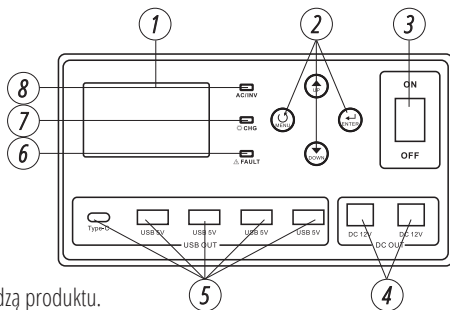 1
2
3
8
AC/INV
UP
ON
7
CHG
MENU
ENTER
6
FAULT
DOWN
OFF
Type-C
USB 5V
USB 5V
USB 5V
USB 5V
USB OUT
DC 12V
DC 12V
DC OUT
5
4
dzą produktu.